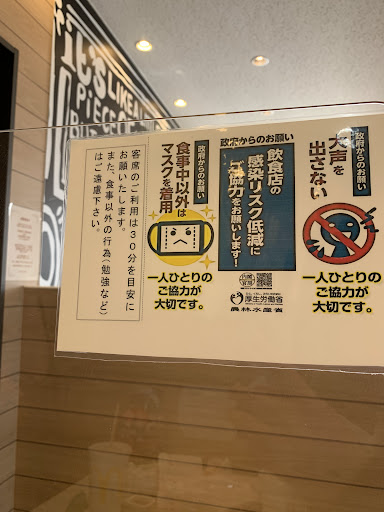 IT'S LIKE A
PIECE
政府からのお願い
大声を
出さない
一人ひとりの
ご協力が
大切です。
政府からのお願い
飲食店の
感染リスク低減に
ご協力をお願いします!
厚生労働省
農林水産省
政府からのお願い
食事中以外は
マスクを着用
一人ひとりの
ご協力が
大切です。
客席のご利用は30分を目安に
お願いいたします。
また、食事以外の行為(勉強など)
はご遠慮下さい。